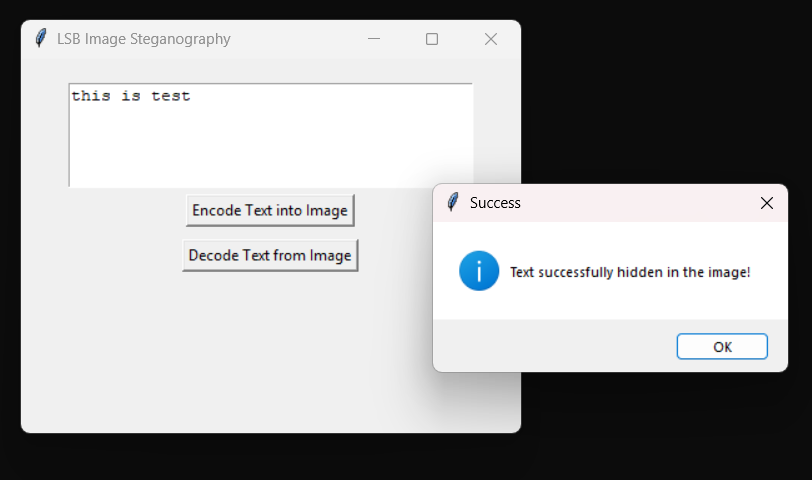 LSB Image Steganography
this is test
Encode Text into Image
Decode Text from Image
Success
Text successfully hidden in the image!
OK